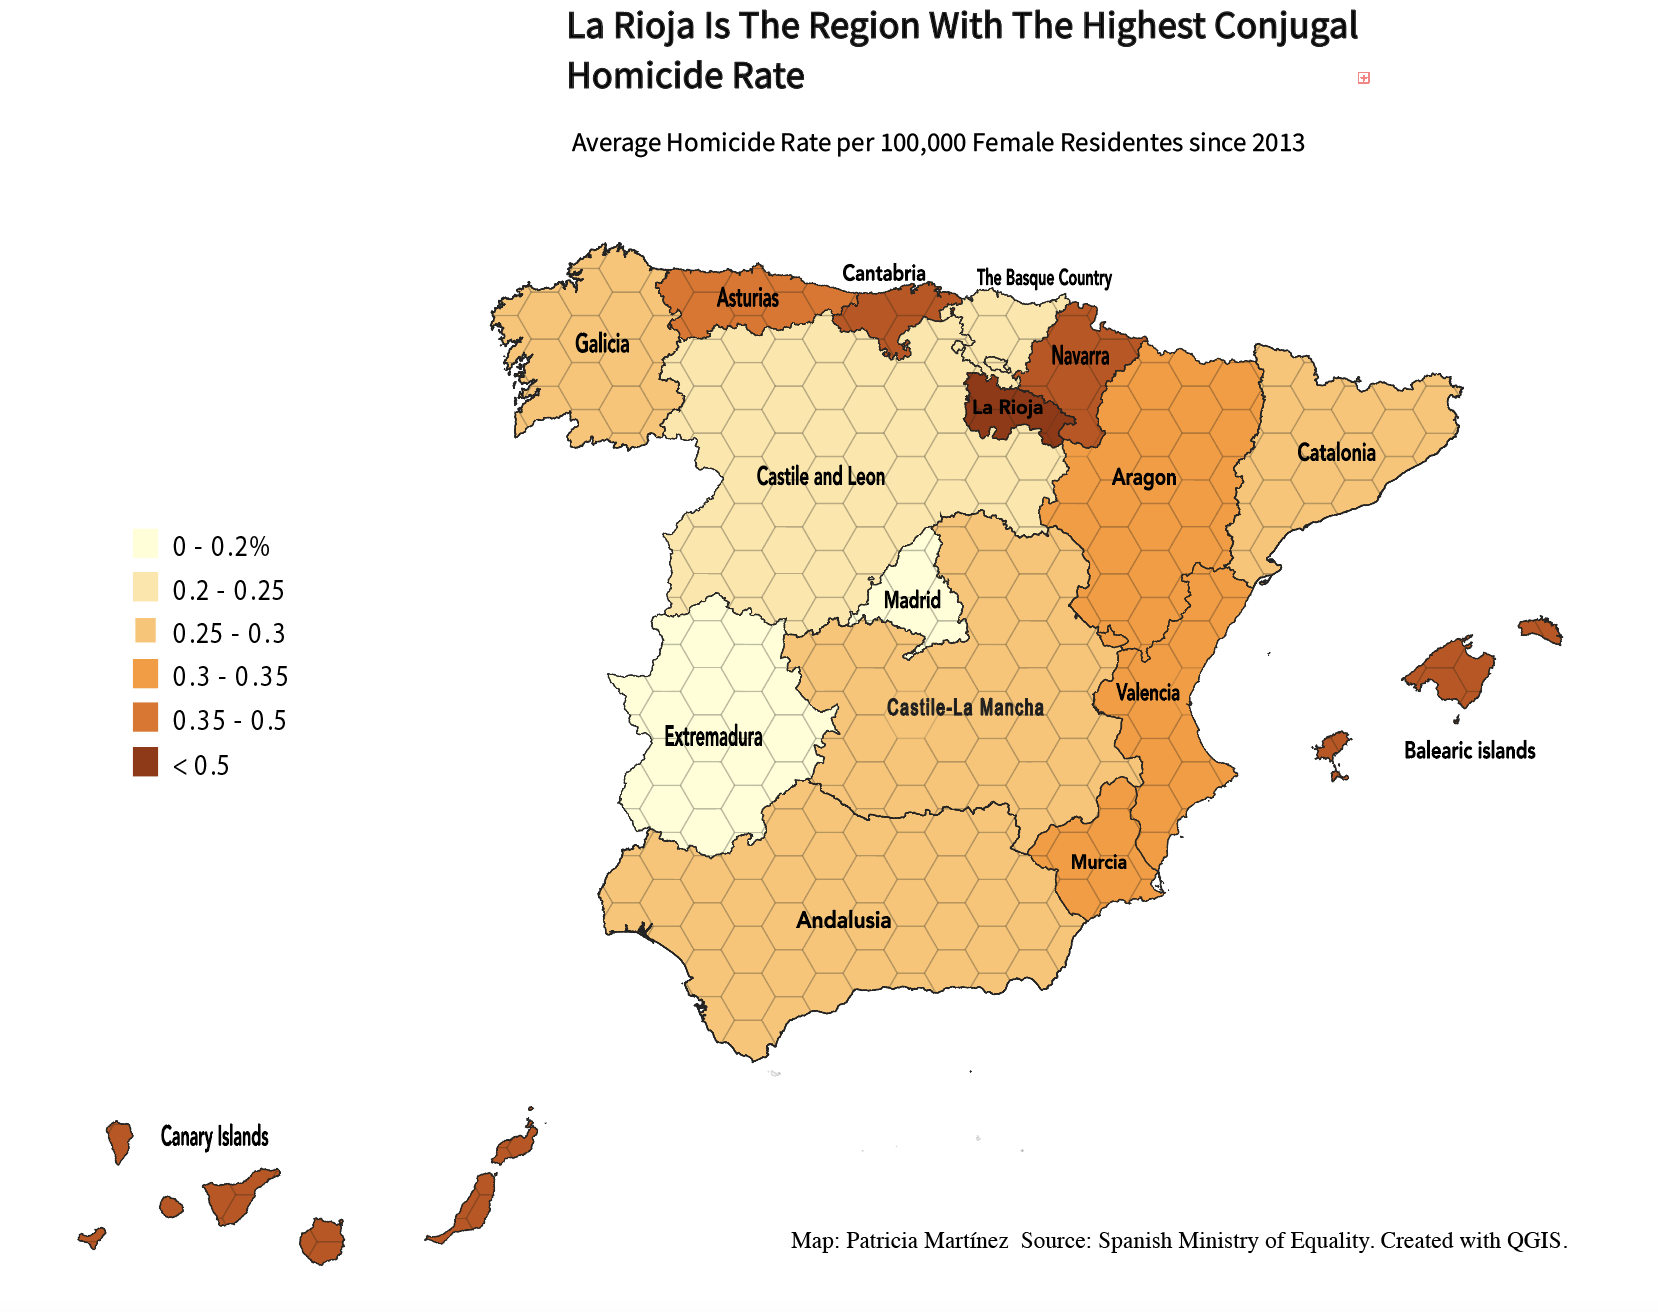 La Rioja Is The Region With The Highest Conjugal
Homicide Rate
Average Homicide Rate per 100,000 Female Residentes since 2013
Cantabria
The Basque Country
Asturias
Galicia
Navarra
La Rioja
Catalonia
Castile and Leon
Aragon
0 - 0.2%
0.2 - 0.25
0.25 - 0.3
0.3 - 0.35
0.35 - 0.5
< 0.5
Madrid
Valencia
Castile-La Mancha
Extremadura
Balearic islands
Murcia
Andalusia
Canary Islands
Map: Patricia Martínez  Source: Spanish Ministry of Equality. Created with QGIS.